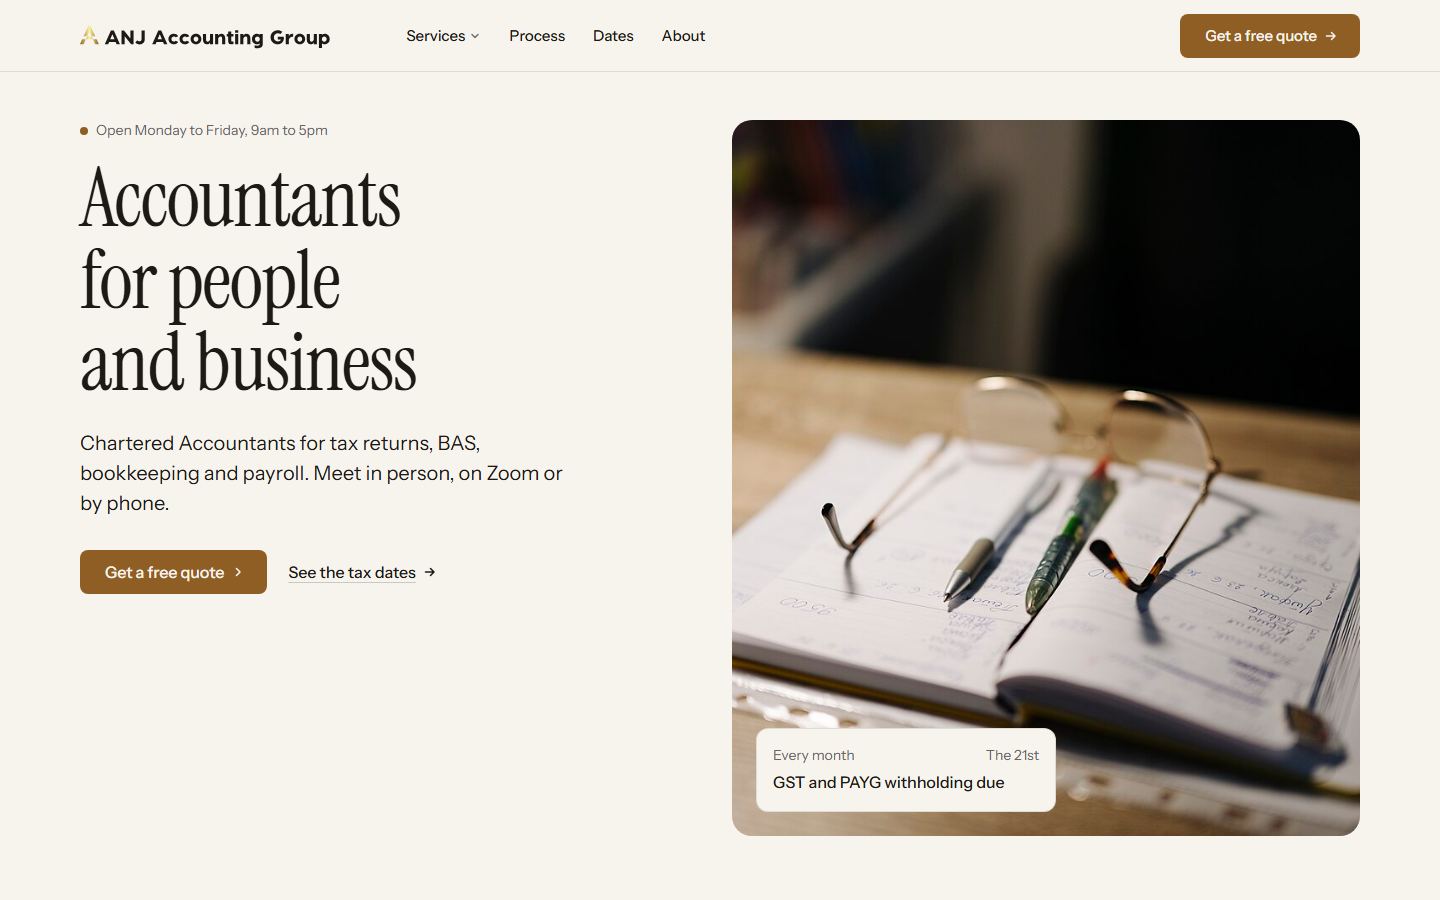 ANJ Accounting Group
Services
Process
Dates
About
Get a free quote →
Open Monday to Friday, 9am to 5pm
Accountants
for people
and business
Chartered Accountants for tax returns, BAS,
bookkeeping and payroll. Meet in person, on Zoom or
by phone.
Get a free quote
See the tax dates →
Every month The 21st
GST and PAYG withholding due